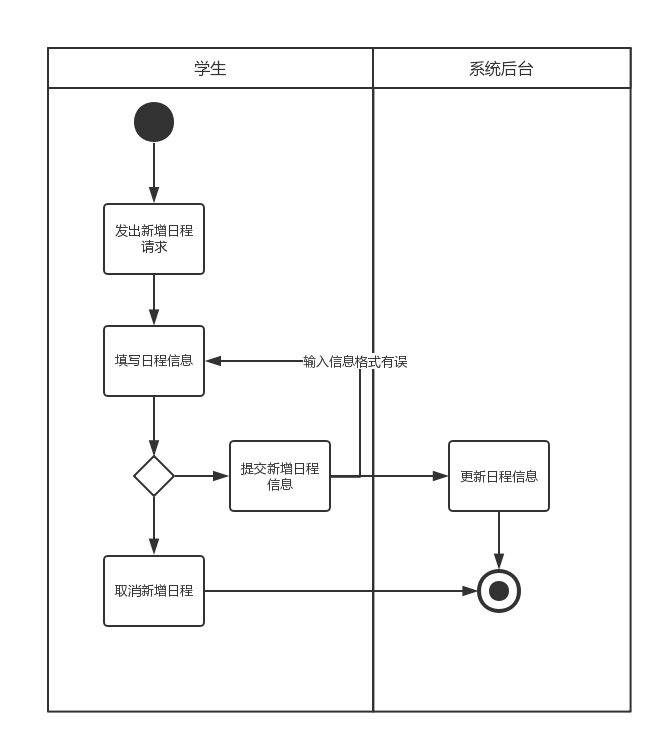 学生
系统后台
发出新增日程
请求
填写日程信息
输入信息格式有误
提交新增日程
信息
更新日程信息
取消新增日程